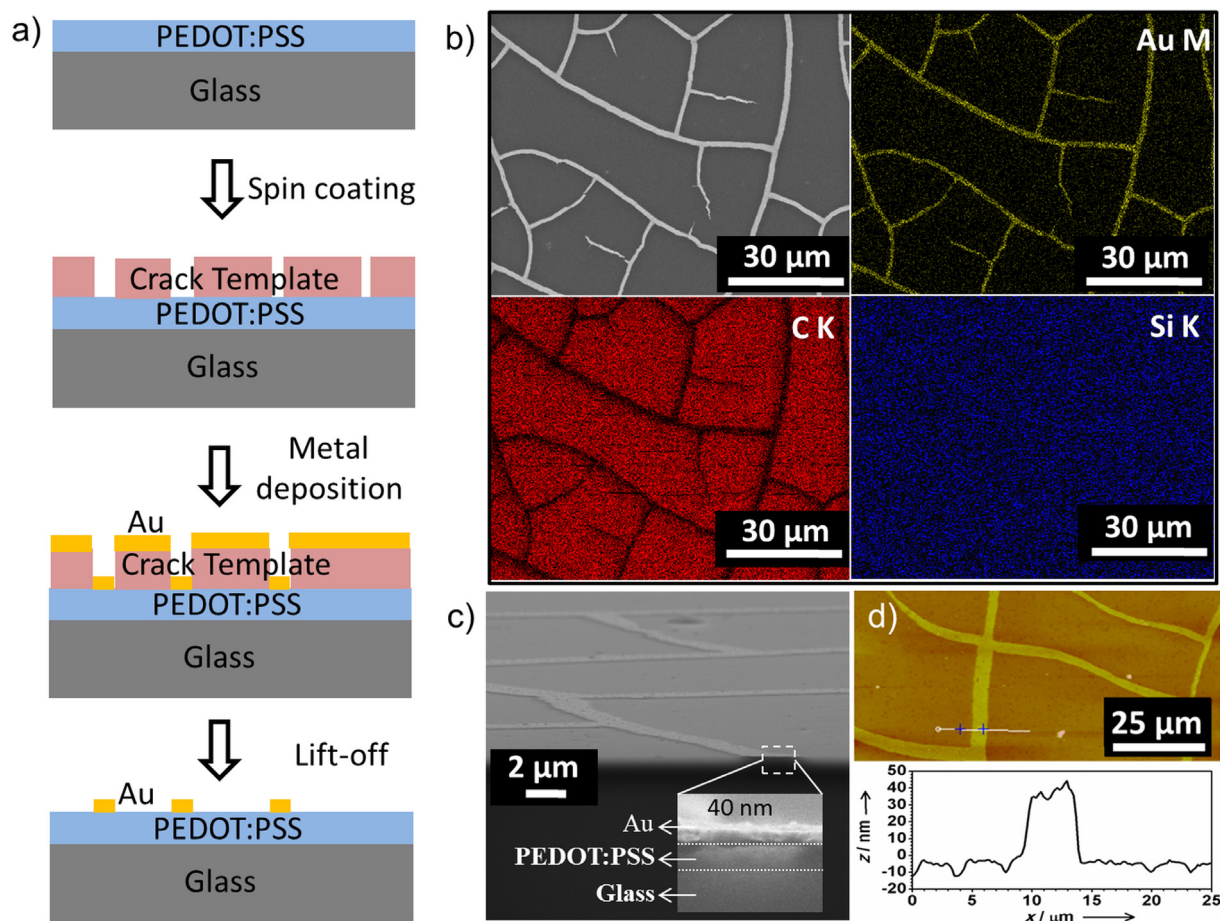 a)
PEDOT:PSS
Glass
Spin coating
Crack Template
PEDOT:PSS
Glass
Metal
deposition
Au
Crack Template
PEDOT:PSS
Glass
Lift-off
Au
PEDOT:PSS
Glass
b)
30 µm
Au M
30 µm
C K
30 µm
Si K
30 µm
c)
2 µm
40 nm
Au
PEDOT:PSS
Glass
d)
25 µm
z/ nm
50
40
30
20
10
0
-10
-20
0 5 10 15 20 25
x / µm